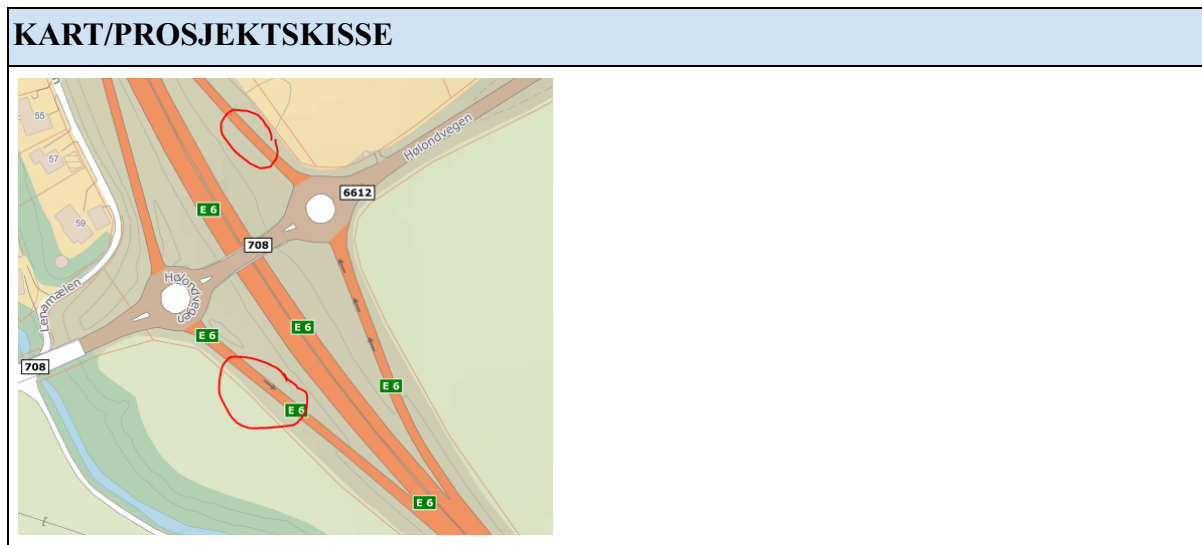 KART/PROSJEKTSKISSE
55
57
Hølondvegen
6612
59
E 6
708
Hølondvegen
Lenamælen
E 6
E 6
708
E 6
E 6
E 6